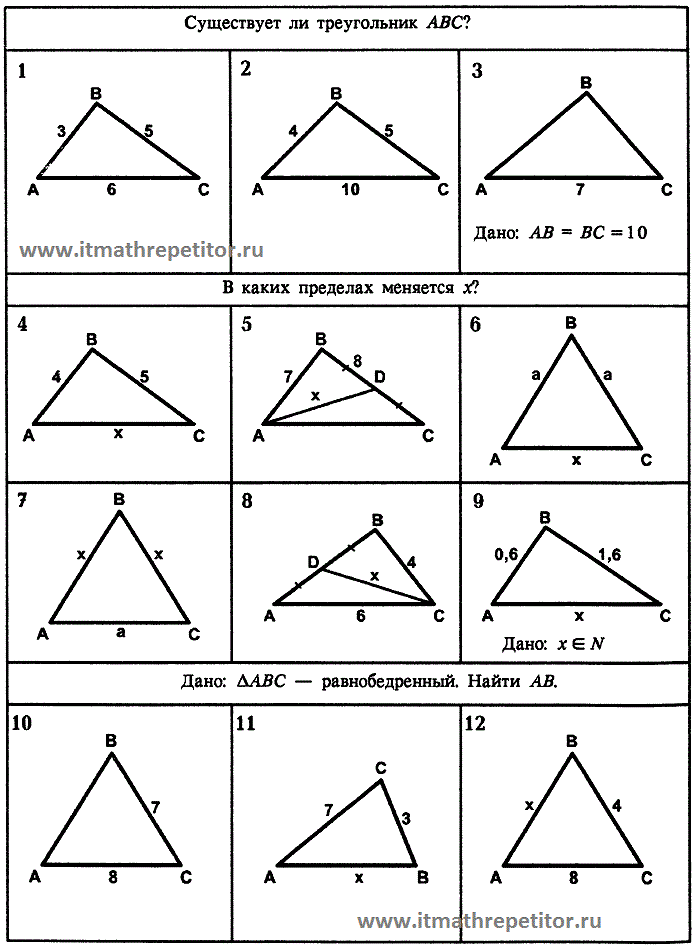 Существует ли треугольник ABC?
1
B
3
5
A
6
C
2
B
4
5
A
10
C
3
B
A
7
C
Дано: AB = BC = 10
www.itmathrepetitor.ru
В каких пределах меняется x?
4
B
4
5
A
x
C
5
B
8
7
D
x
A
C
6
B
a
a
A
x
C
7
B
x
x
A
a
C
8
B
D
x
4
A
6
C
9
B
0,6
1,6
A
x
C
Дано: x ∈ N
Дано: ΔABC — равнобедренный. Найти AB.
10
B
7
A
8
C
11
C
7
3
A
x
B
12
B
x
4
A
8
C
www.itmathrepetitor.ru